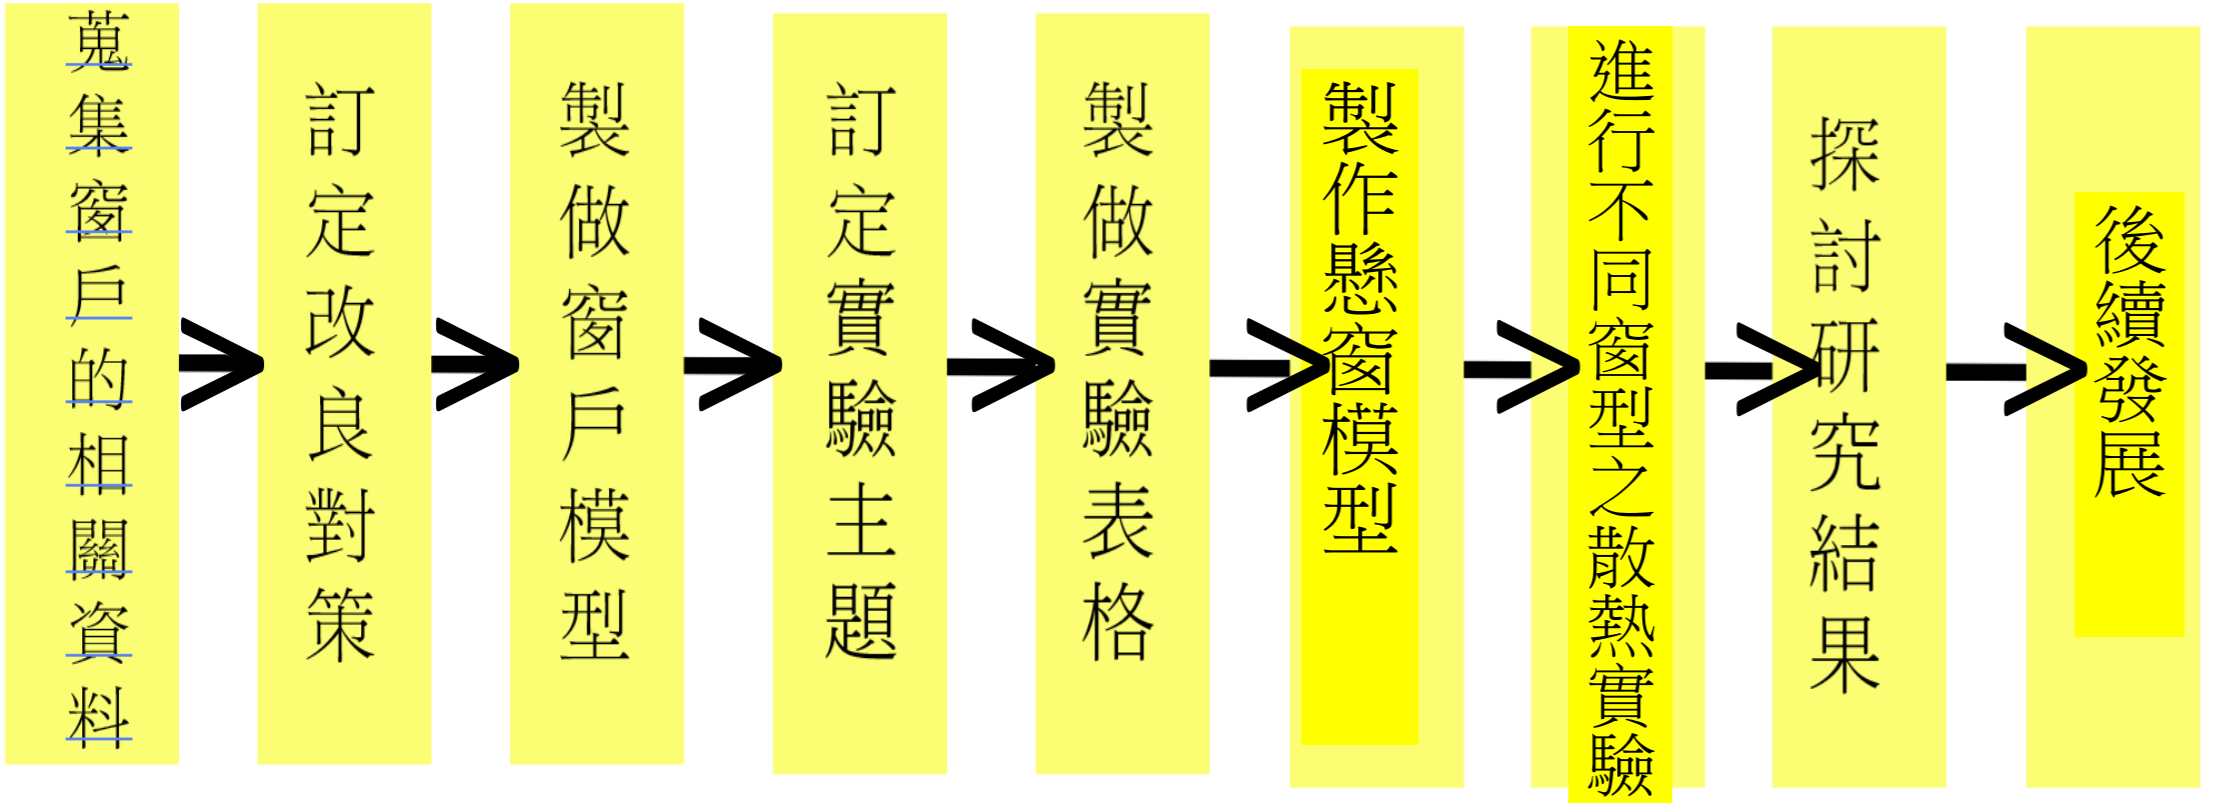 蒐集窗戶的相關資料
訂定改良對策
製做窗戶模型
訂定實驗主題
製做實驗表格
製作懸窗模型
進行不同窗型之散熱實驗
探討研究結果
後續發展